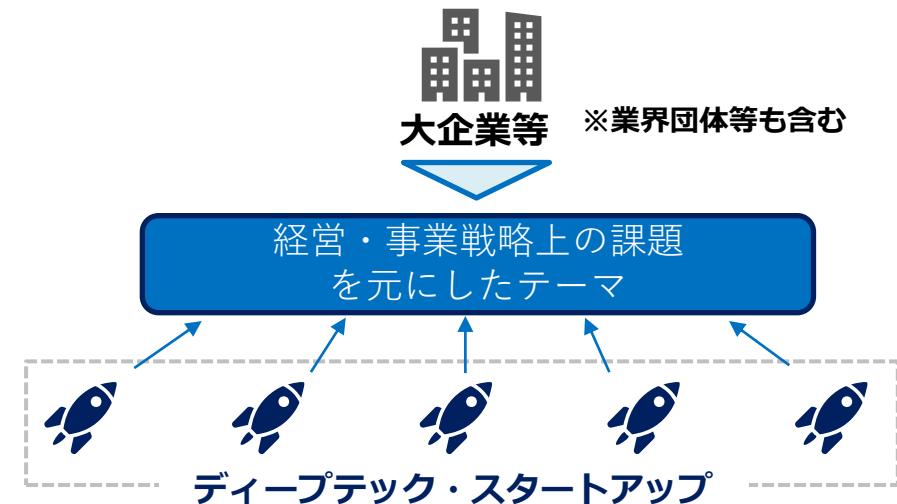 大企業等
※業界団体等も含む
経営・事業戦略上の課題
を元にしたテーマ
ディープテック・スタートアップ